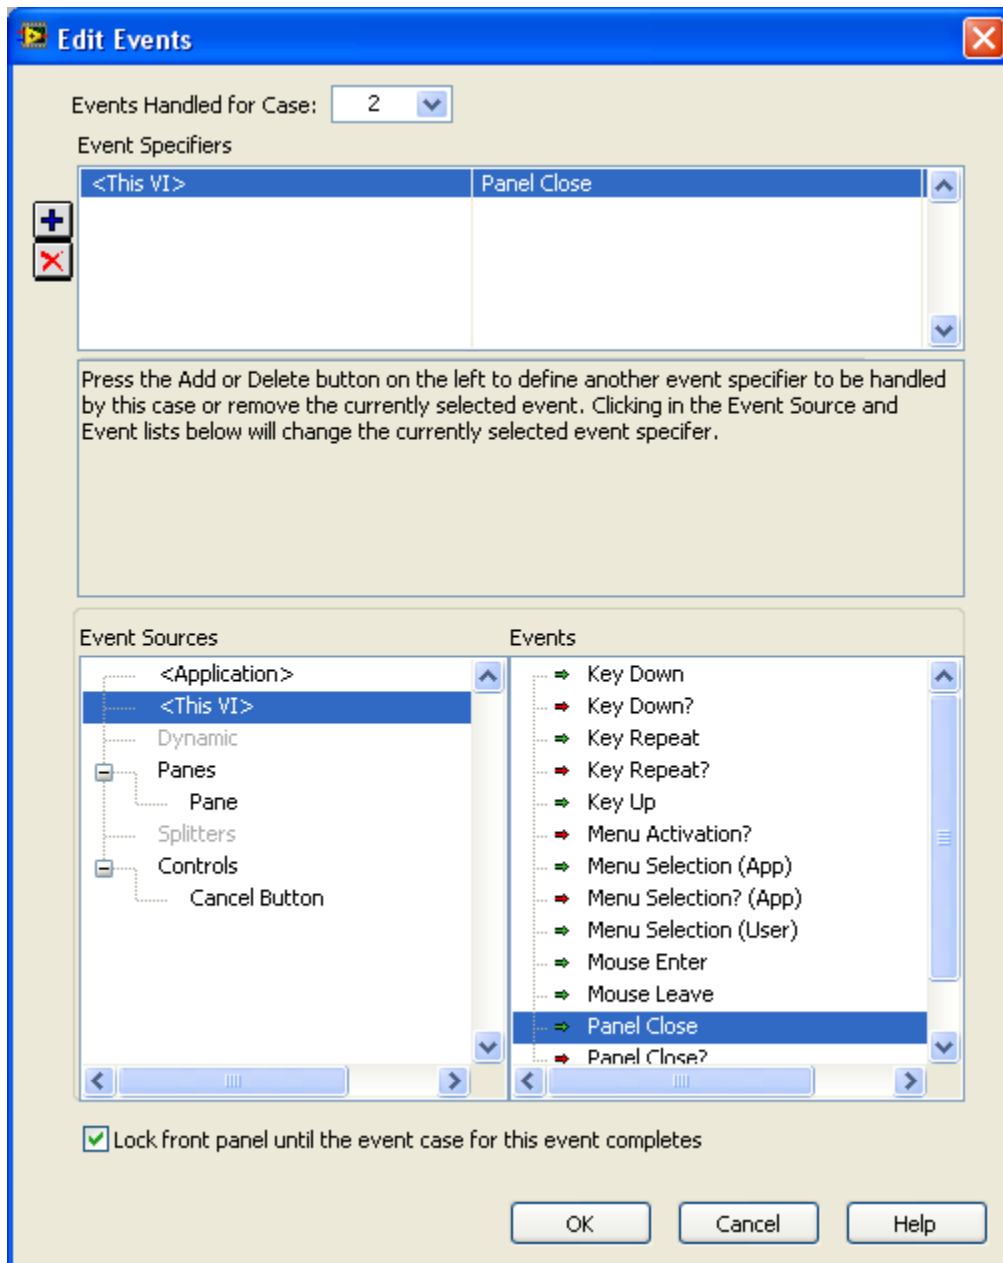 Edit Events
Events Handled for Case: 2
Event Specifiers
<This VI> Panel Close
Press the Add or Delete button on the left to define another event specifier to be handled
by this case or remove the currently selected event. Clicking in the Event Source and
Event lists below will change the currently selected event specifer.
Event Sources
<Application>
<This VI>
Dynamic
Panes
Pane
Splitters
Controls
Cancel Button
Events
Key Down
Key Down?
Key Repeat
Key Repeat?
Key Up
Menu Activation?
Menu Selection (App)
Menu Selection? (App)
Menu Selection (User)
Mouse Enter
Mouse Leave
Panel Close
Panel Close?
Lock front panel until the event case for this event completes
OK Cancel Help